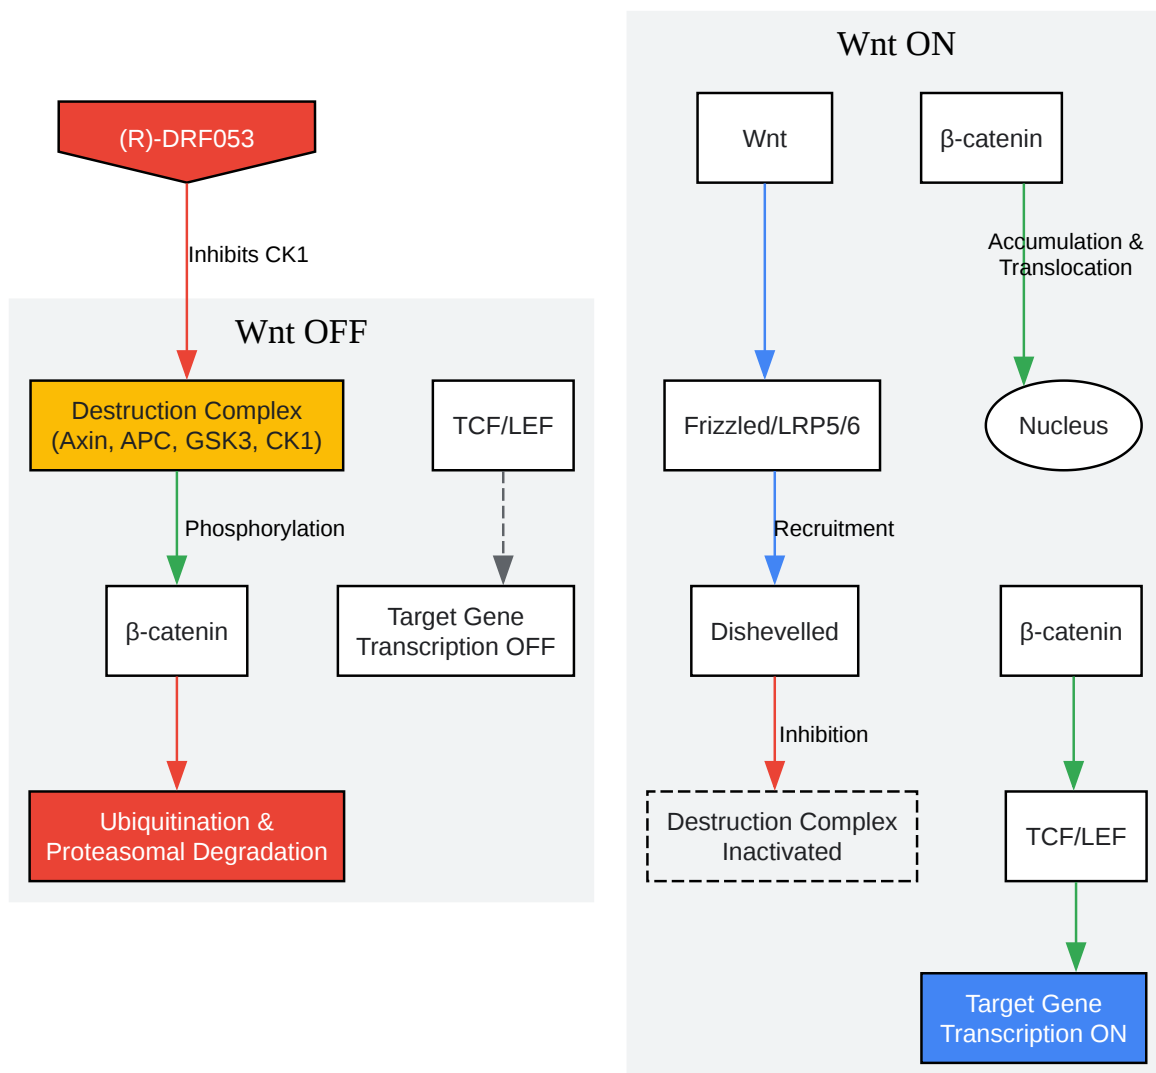 (R)-DRF053
Inhibits CK1
Wnt OFF
Destruction Complex
(Axin, APC, GSK3, CK1)
TCF/LEF
Phosphorylation
β-catenin
Target Gene
Transcription OFF
Ubiquitination &
Proteasomal Degradation
Wnt ON
Wnt
β-catenin
Accumulation &
Translocation
Frizzled/LRP5/6
Nucleus
Recruitment
Dishevelled
β-catenin
Inhibition
Destruction Complex
Inactivated
TCF/LEF
Target Gene
Transcription ON